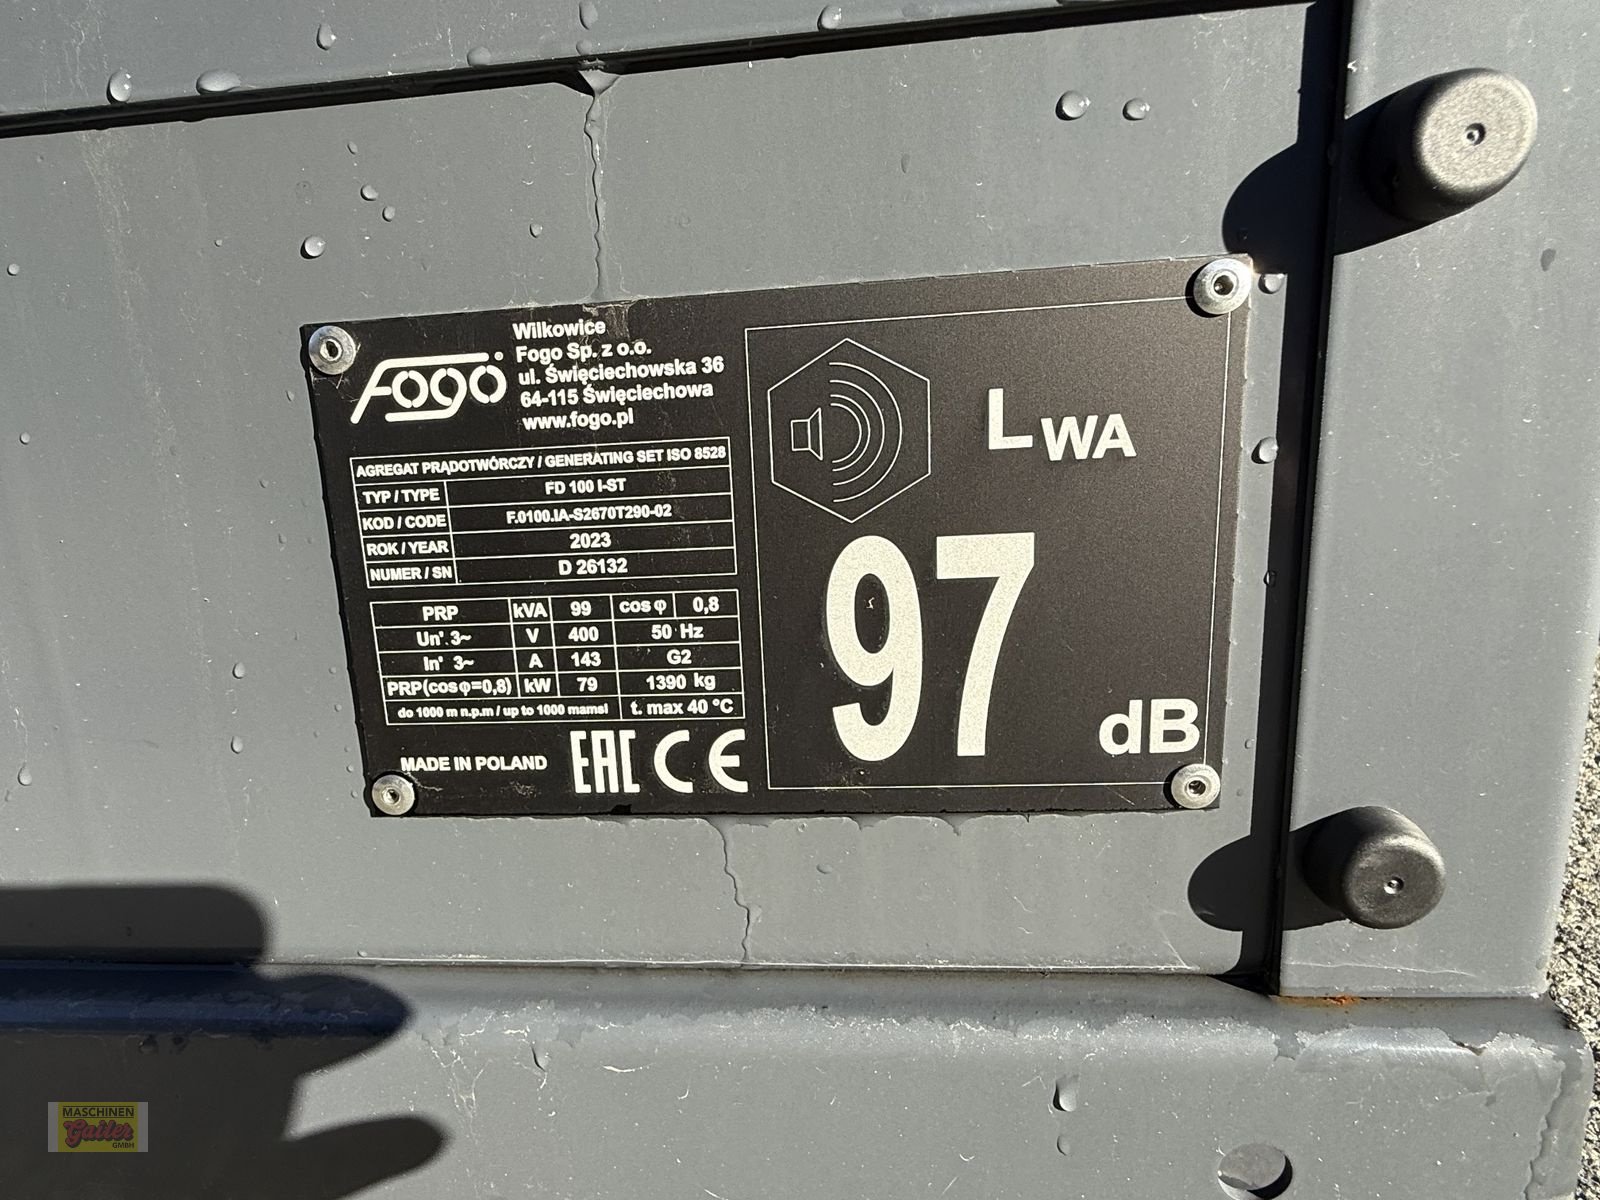 Fogo
Wilkowice
Fogo Sp. z o.o.
ul. Święciechowska 36
64-115 Święciechowa
www.fogo.pl
AGREGAT PRĄDOTWÓRCZY / GENERATING SET ISO 8528
TYP / TYPE FD 100 I-ST
KOD / CODE F.0100.IA-S2670T290-02
ROK / YEAR 2023
NUMER / SN D 26132
PRP kVA 99 cos φ 0,8
Un' 3~ V 400 50 Hz
In' 3~ A 143 G2
PRP(cosφ=0,8) kW 79 1390 kg
do 1000 m n.p.m / up to 1000 mamsl t. max 40 °C
MADE IN POLAND EAC CE
LWA
97
dB
MASCHINEN
Gailer
GMBH